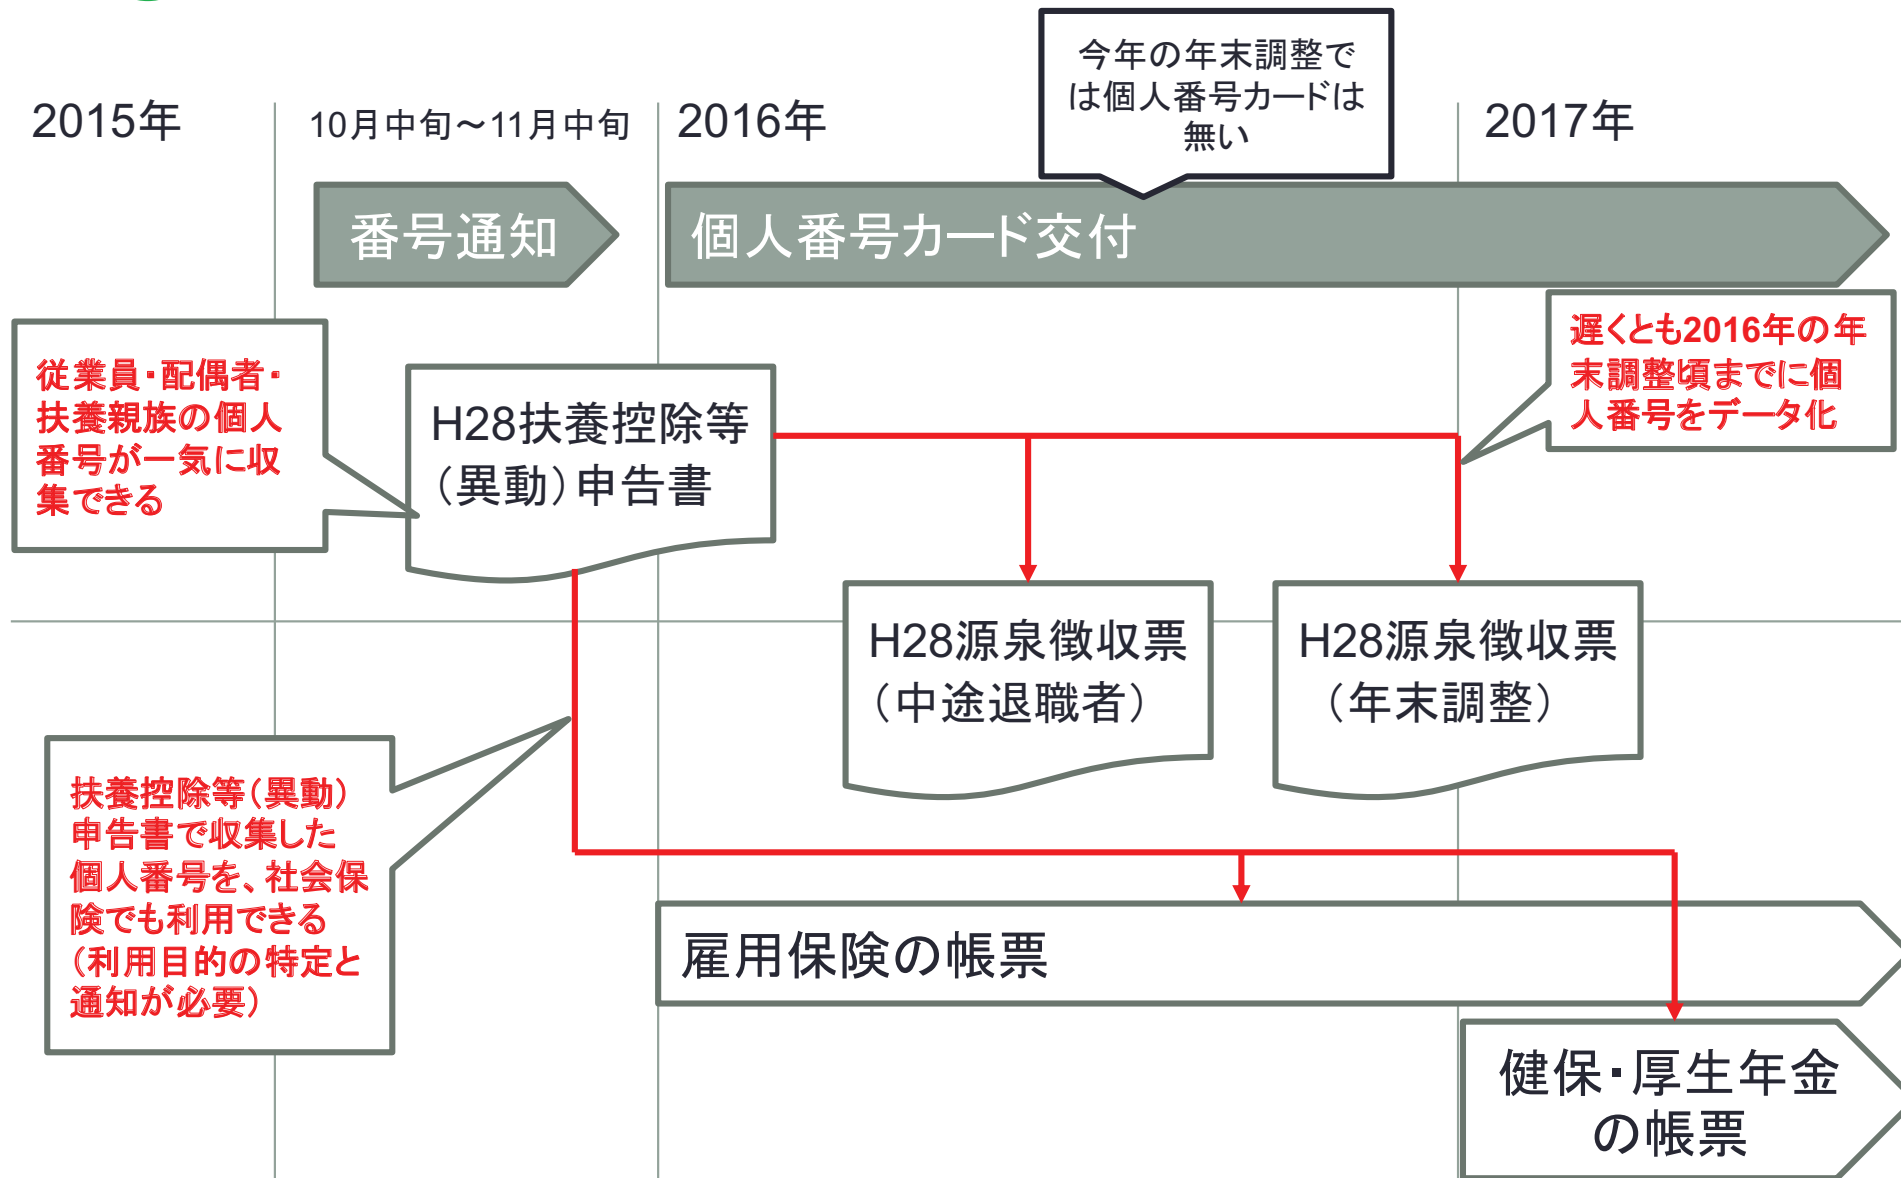 今年の年末調整で
は個人番号カードは
無い
2015年
10月中旬～11月中旬
2016年
2017年
番号通知
個人番号カード交付
従業員・配偶者・
扶養親族の個人
番号が一気に収
集できる
H28扶養控除等
（異動）申告書
遅くとも2016年の年
末調整頃までに個
人番号をデータ化
H28源泉徴収票
（中途退職者）
H28源泉徴収票
（年末調整）
扶養控除等（異動）
申告書で収集した
個人番号を、社会保
険でも利用できる
（利用目的の特定と
通知が必要）
雇用保険の帳票
健保・厚生年金
の帳票